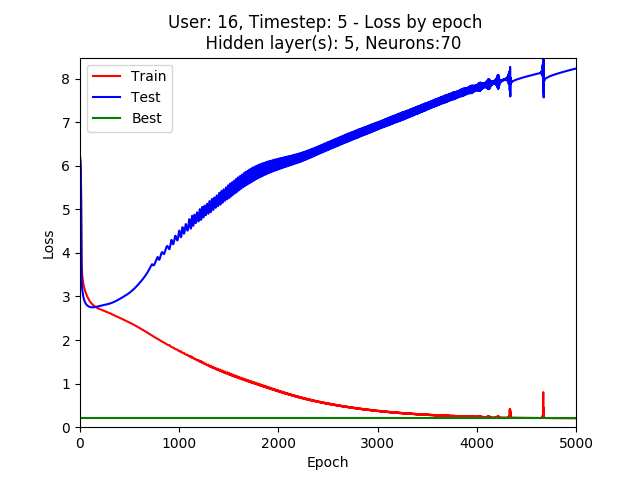 User: 16, Timestep: 5 - Loss by epoch
Hidden layer(s): 5, Neurons:70
Train
Test
Best
8
7
6
5
4
3
2
1
0
Loss
0 1000 2000 3000 4000 5000
Epoch